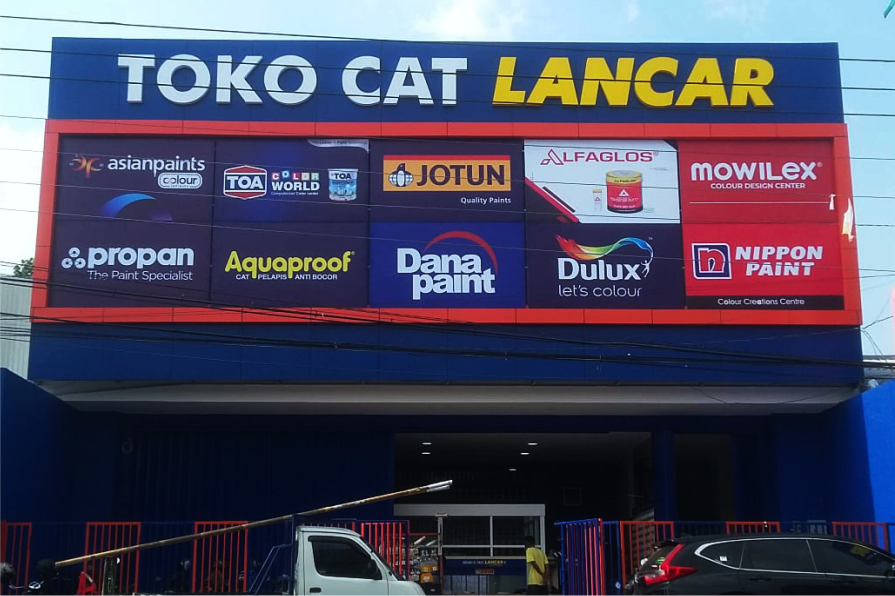 TOKO CAT LANCAR
asianpaints
colour
TOA
COLOR WORLD
TOA
JOTUN
Quality Paints
ALFAGLOS®
MOWILEX®
COLOUR DESIGN CENTER
propan
The Paint Specialist
Aquaproof
CAT PELAPIS ANTI BOCOR
Dana
paint
Dulux
let's colour
n NIPPON
PAINT
Colour Creations Centre
LANCAR